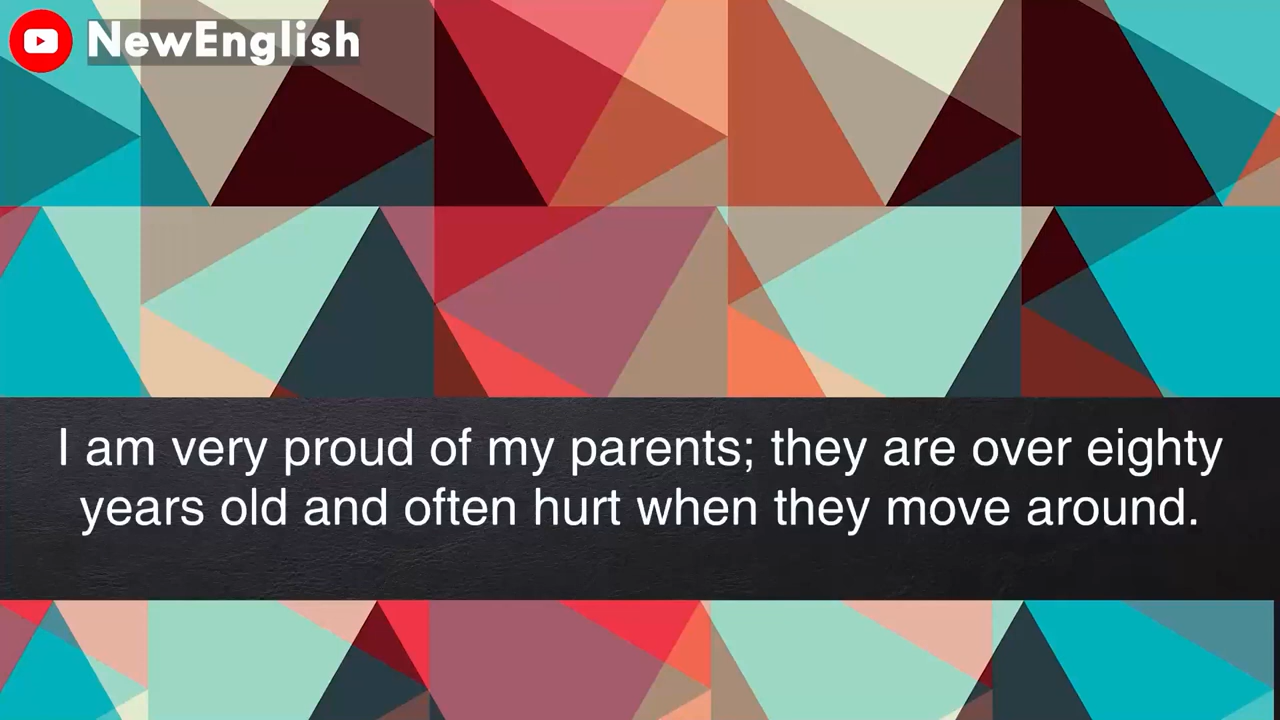 NewEnglish
I am very proud of my parents; they are over eighty
years old and often hurt when they move around.